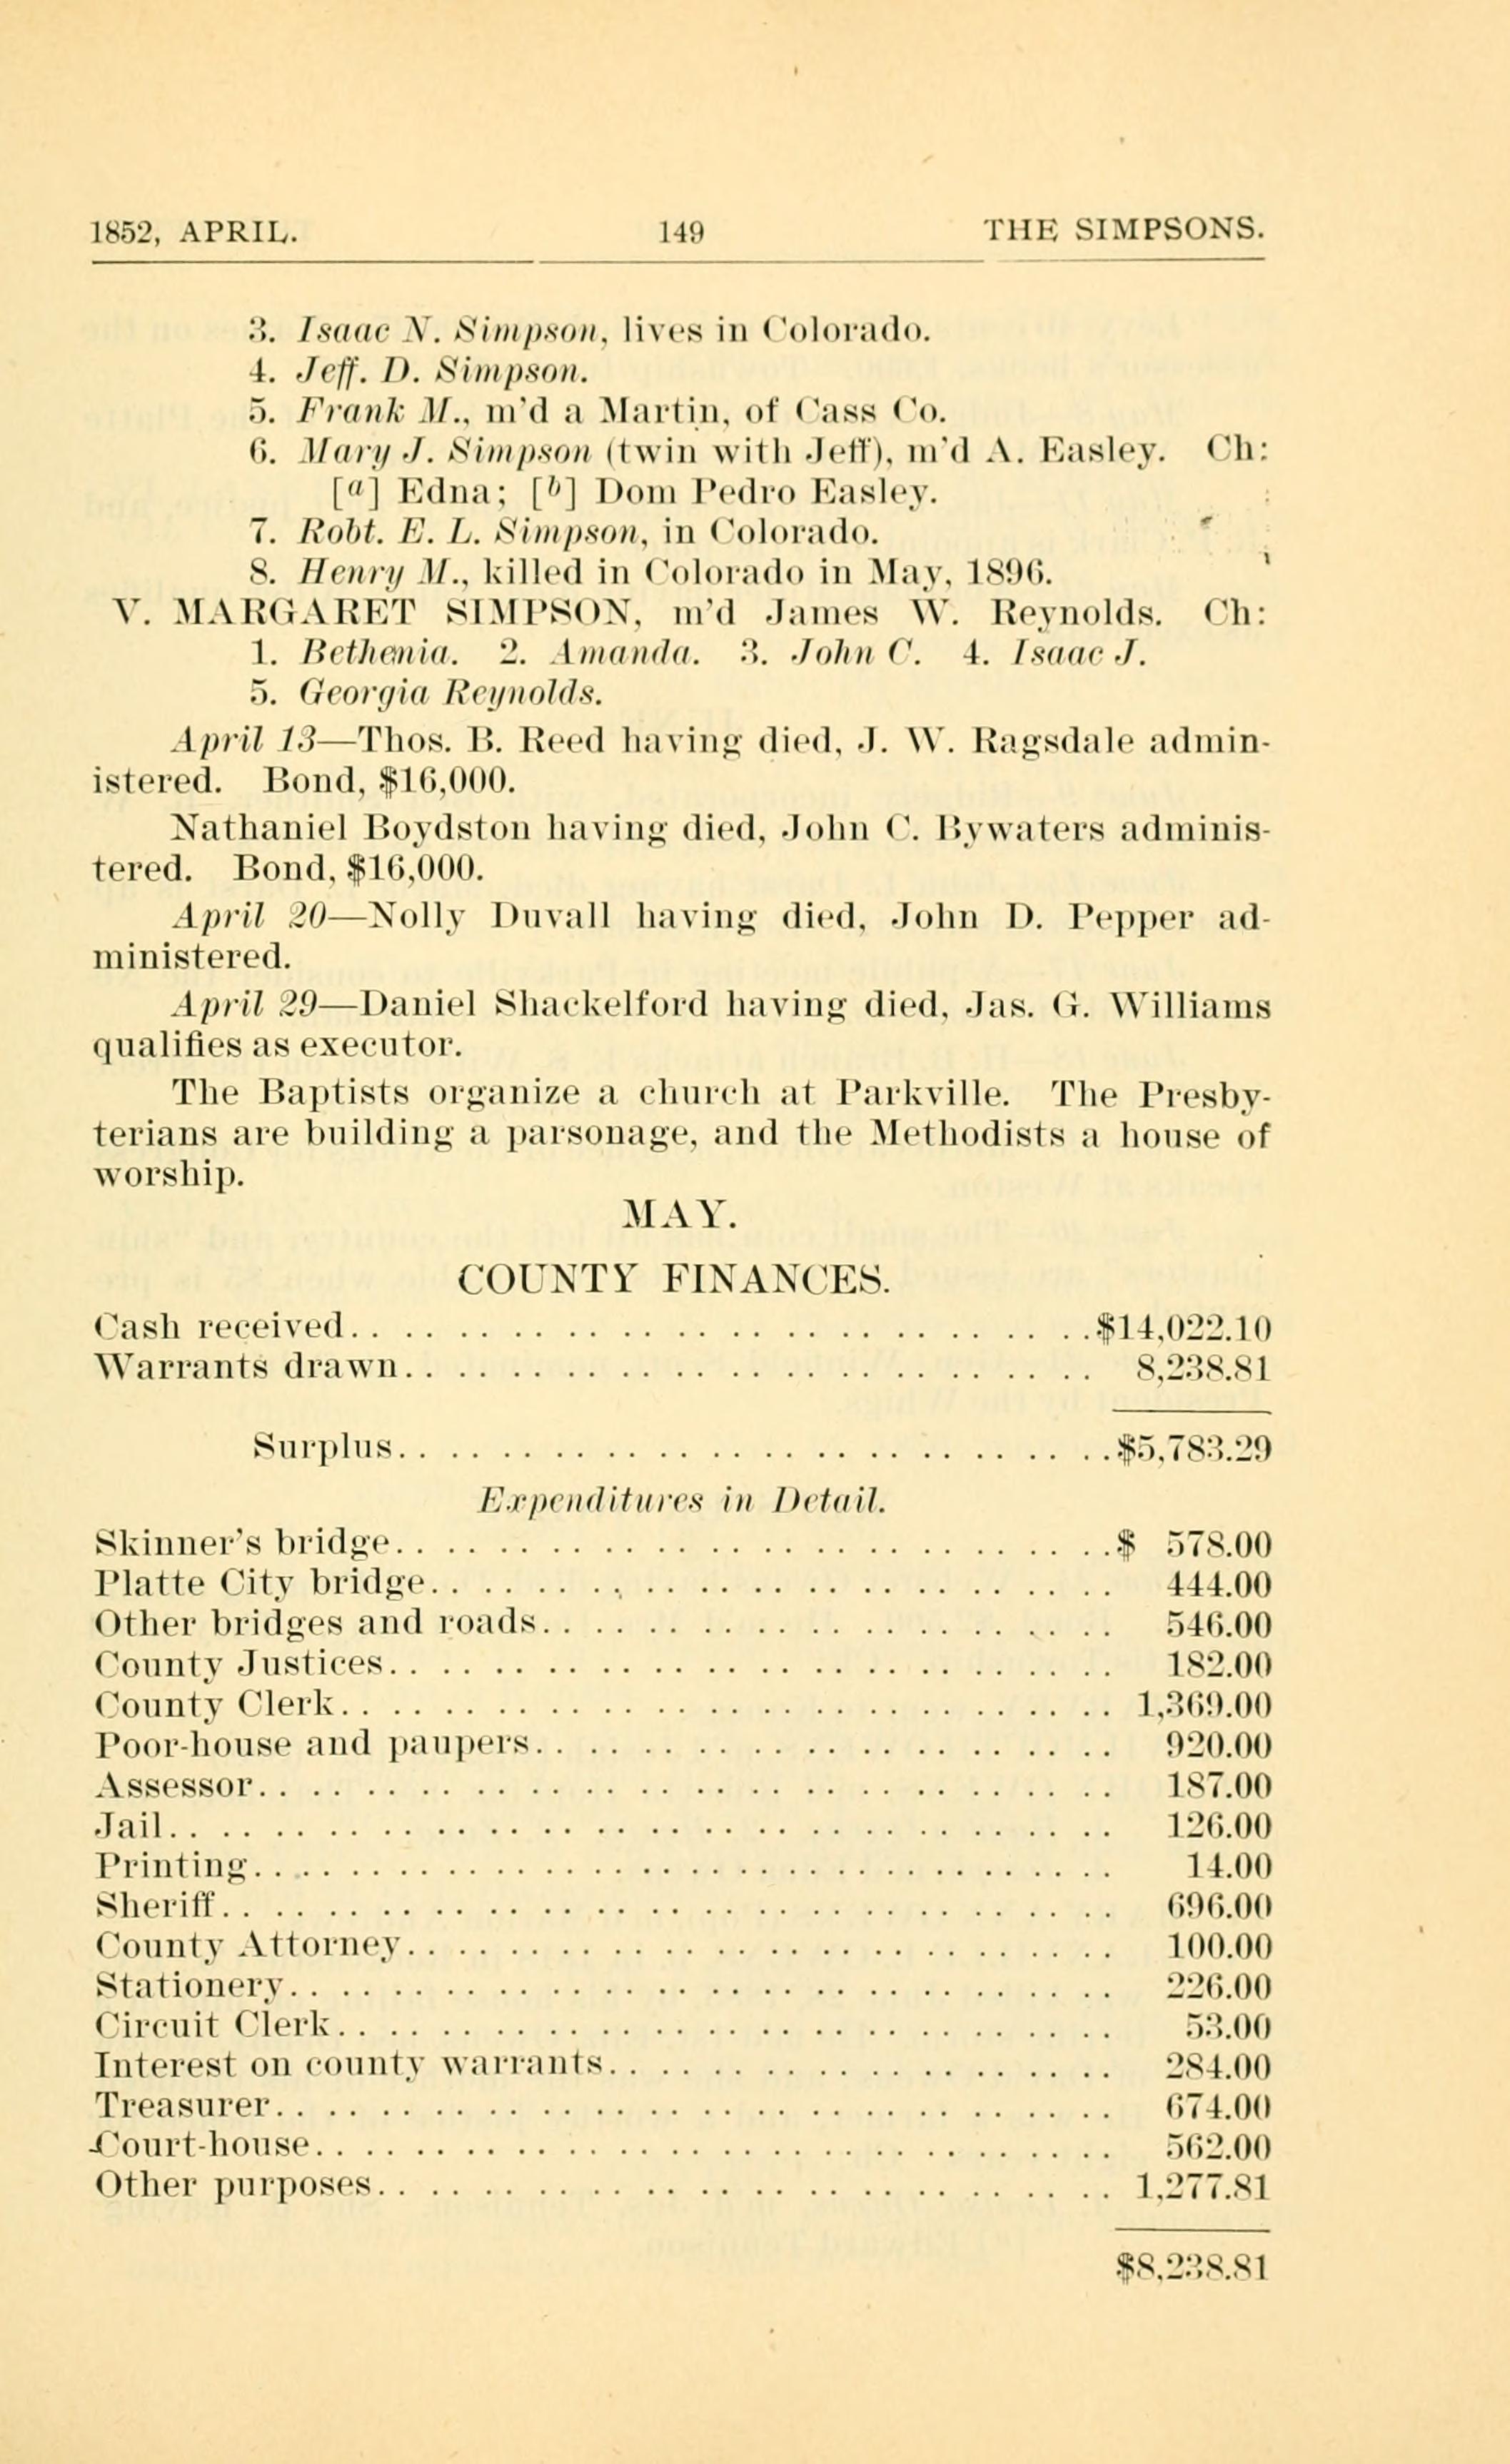 1852, APRIL. 149 THE SIMPSONS.
3. Isaac N. Simpson, lives in Colorado.
4. Jeff. D. Simpson.
5. Frank M., m'd a Martin, of Cass Co.
6. Mary J. Simpson (twin with Jeff), m'd A. Easley. Ch:
[a] Edna; [b] Dom Pedro Easley.
7. Robt. E. L. Simpson, in Colorado.
8. Henry M., killed in Colorado in May, 1896.
V. MARGARET SIMPSON, m'd James W. Reynolds. Ch:
1. Bethenia. 2. Amanda. 3. John C. 4. Isaac J.
5. Georgia Reynolds.
April 13—Thos. B. Reed having died, J. W. Ragsdale admin-
istered. Bond, $16,000.
Nathaniel Boydston having died, John C. Bywaters adminis-
tered. Bond, $16,000.
April 20—Nolly Duvall having died, John D. Pepper ad-
ministered.
April 29—Daniel Shackelford having died, Jas. G. Williams
qualifies as executor.
The Baptists organize a church at Parkville. The Presby-
terians are building a parsonage, and the Methodists a house of
worship.
MAY.
COUNTY FINANCES.
Cash received. . . . . . . . . . . . . . . . . . . . . . . . . . . . $14,022.10
Warrants drawn. . . . . . . . . . . . . . . . . . . . . . . . . . 8,238.81
Surplus. . . . . . . . . . . . . . . . . . . . . . . . . . . $5,783.29
Expenditures in Detail.
Skinner's bridge. . . . . . . . . . . . . . . . . . . . . . . . . . . $ 578.00
Platte City bridge. . . . . . . . . . . . . . . . . . . . . . . . . . 444.00
Other bridges and roads. . . . . . . . . . . . . . . . . . . . . . 546.00
County Justices. . . . . . . . . . . . . . . . . . . . . . . . . . . 182.00
County Clerk. . . . . . . . . . . . . . . . . . . . . . . . . . . . . 1,369.00
Poor-house and paupers. . . . . . . . . . . . . . . . . . . . . . 920.00
Assessor. . . . . . . . . . . . . . . . . . . . . . . . . . . . . . . . 187.00
Jail. . . . . . . . . . . . . . . . . . . . . . . . . . . . . . . . . . . 126.00
Printing. . . . . . . . . . . . . . . . . . . . . . . . . . . . . . . . 14.00
Sheriff. . . . . . . . . . . . . . . . . . . . . . . . . . . . . . . . . 696.00
County Attorney. . . . . . . . . . . . . . . . . . . . . . . . . . 100.00
Stationery. . . . . . . . . . . . . . . . . . . . . . . . . . . . . . . 226.00
Circuit Clerk. . . . . . . . . . . . . . . . . . . . . . . . . . . . . 53.00
Interest on county warrants. . . . . . . . . . . . . . . . . . . 284.00
Treasurer. . . . . . . . . . . . . . . . . . . . . . . . . . . . . . . 674.00
Court-house. . . . . . . . . . . . . . . . . . . . . . . . . . . . . . 562.00
Other purposes. . . . . . . . . . . . . . . . . . . . . . . . . . . . 1,277.81
$8,238.81